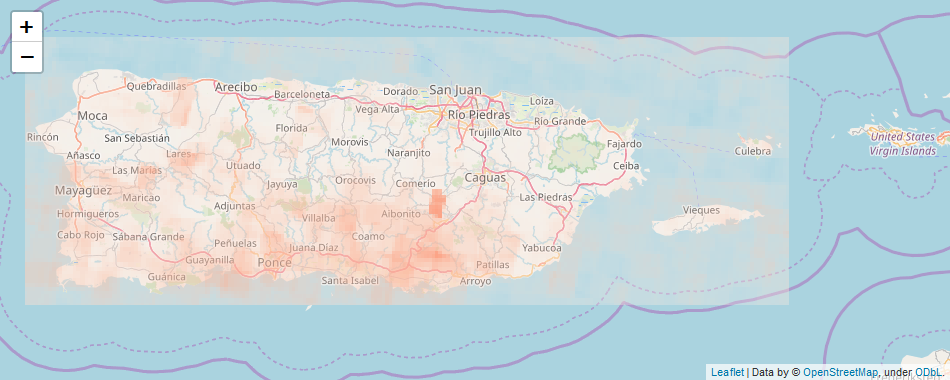 +
−
Quebradillas
Arecibo
Barceloneta
Dorado
San Juan
Loíza
Moca
Vega Alta
Río Piedras
Río Grande
Florida
Trujillo Alto
Rincón
San Sebastián
Morovis
Fajardo
United States
Virgin Islands
Añasco
Lares
Naranjito
Culebra
Las Marías
Utuado
Ceiba
Mayagüez
Jayuya
Orocovis
Comerio
Caguas
Maricao
Las Piedras
Hormigueros
Adjuntas
Villalba
Aibonito
Vieques
Cabo Rojo
Sábana Grande
Peñuelas
Juana Díaz
Coamo
Yabucoa
Guayanilla
Ponce
Patillas
Guánica
Santa Isabel
Arroyo
Leaflet | Data by © OpenStreetMap, under ODbL.